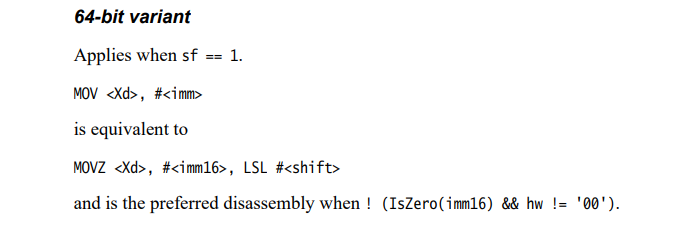 64-bit variant
Applies when sf == 1.
MOV <Xd>, #<imm>
is equivalent to
MOVZ <Xd>, #<imm16>, LSL #<shift>
and is the preferred disassembly when ! (IsZero(imm16) && hw != '00').